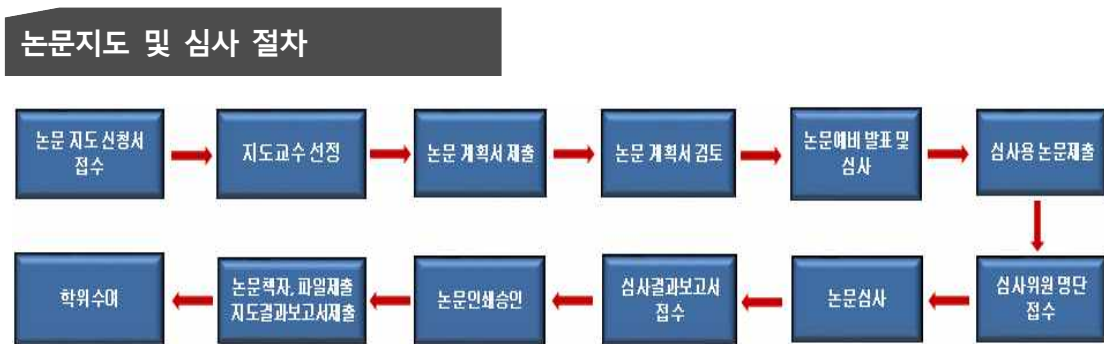 논문지도 및 심사 절차
논문 지도 신청서
접수
지도교수 선정
논문 계획서 제출
논문 계획서 검토
논문예비 발표 및
심사
심사용 논문제출
심사위원 명단
접수
논문심사
심사결과보고서
접수
논문인쇄승인
논문책자, 파일제출
지도결과보고서제출
학위수여